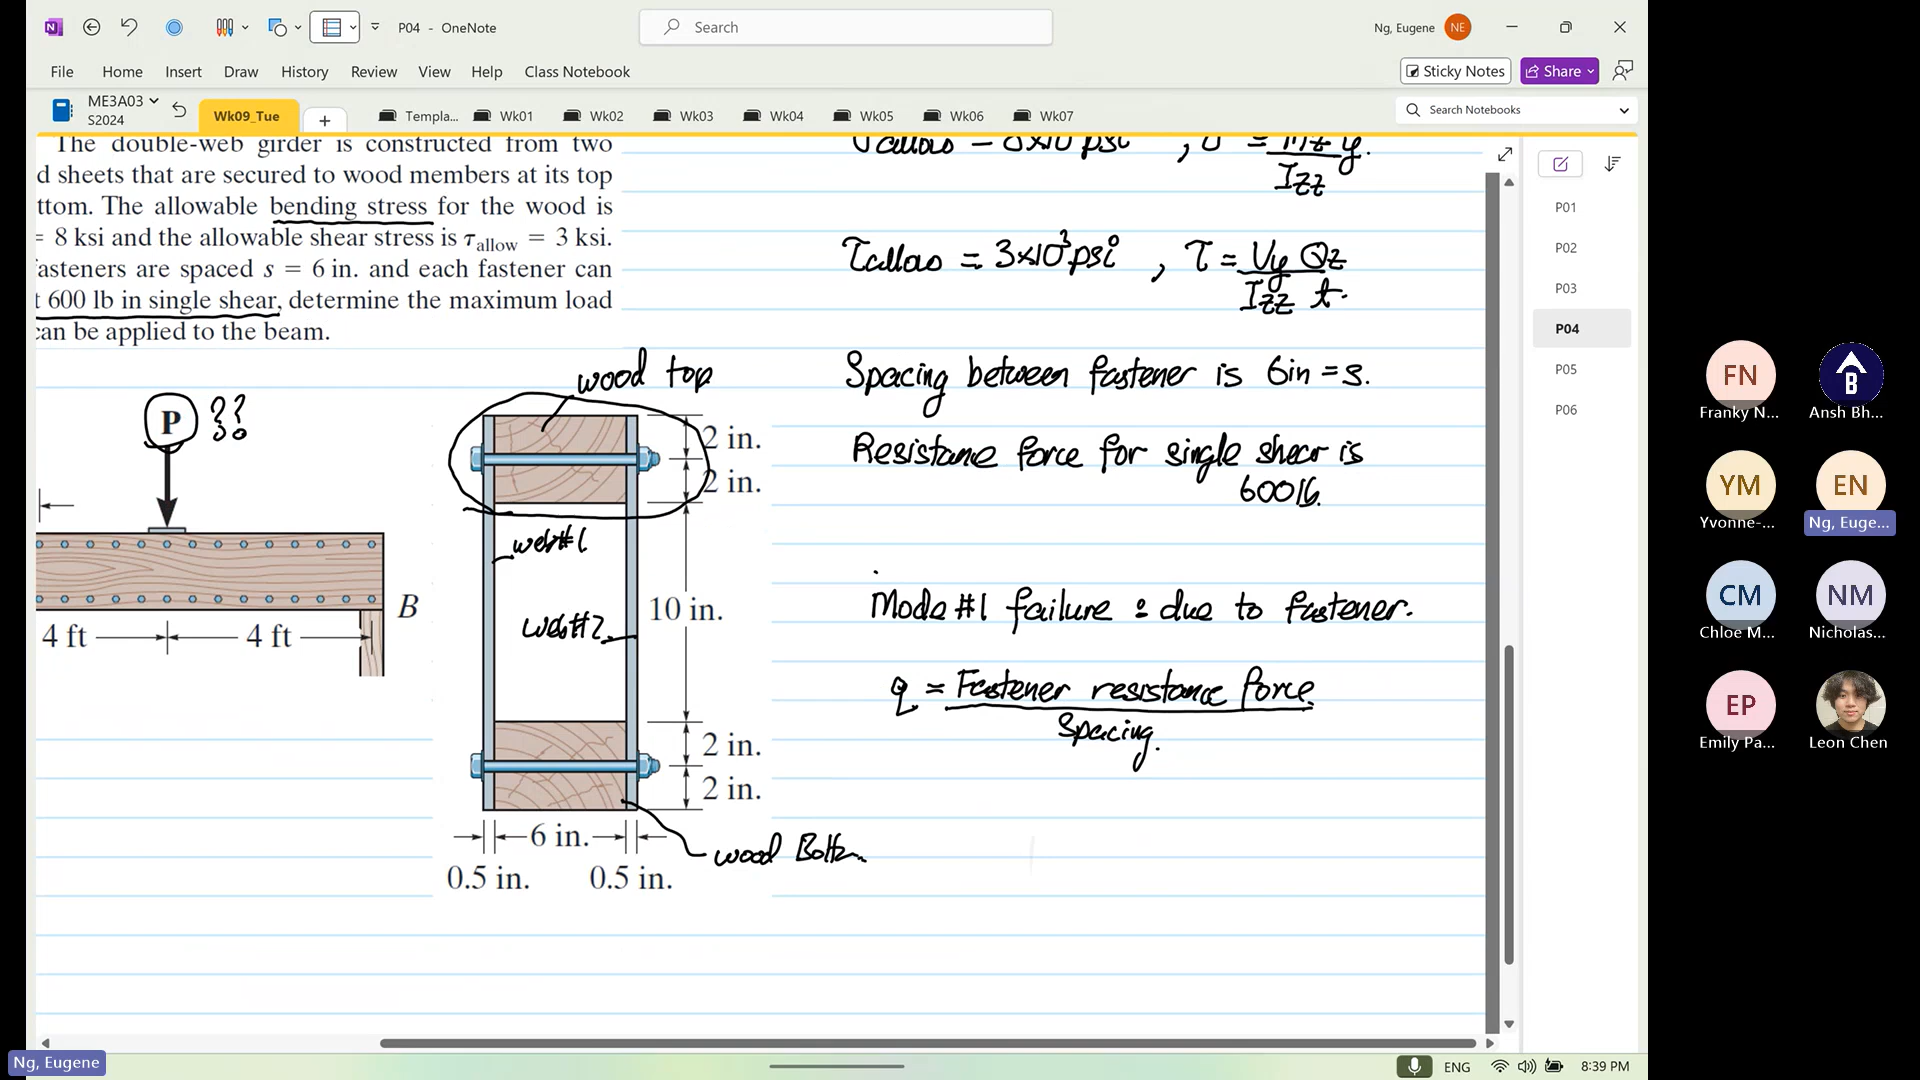 P04 - OneNote
Search
Ng, Eugene
NE
File
Home
Insert
Draw
History
Review
View
Help
Class Notebook
Sticky Notes
Share
ME3A03
S2024
Wk09_Tue
Templa...
Wk01
Wk02
Wk03
Wk04
Wk05
Wk06
Wk07
Search Notebooks
The double-web girder is constructed from two
d sheets that are secured to wood members at its top
ttom. The allowable bending stress for the wood is
= 8 ksi and the allowable shear stress is τallow = 3 ksi.
fasteners are spaced s = 6 in. and each fastener can
t 600 lb in single shear, determine the maximum load
can be applied to the beam.
P ??
4 ft
4 ft
B
wood top
2 in.
2 in.
web#1
web#2
10 in.
2 in.
2 in.
6 in.
0.5 in.
0.5 in.
wood Bottom
σallow = 8x10³ psi , σ = Mz y / Izz
τallow = 3x10³ psi , τ = Vy Qz / Izz t.
Spacing between fastener is 6in = s.
Resistance force for single shear is
600lb.
Mode #1 failure : due to fastener.
q = Fastener resistance force
Spacing.
P01
P02
P03
P04
P05
P06
FN
Franky N...
B
Ansh Bh...
YM
Yvonne-...
EN
Ng, Euge...
CM
Chloe M...
NM
Nicholas...
EP
Emily Pa...
Leon Chen
Ng, Eugene
ENG
8:39 PM